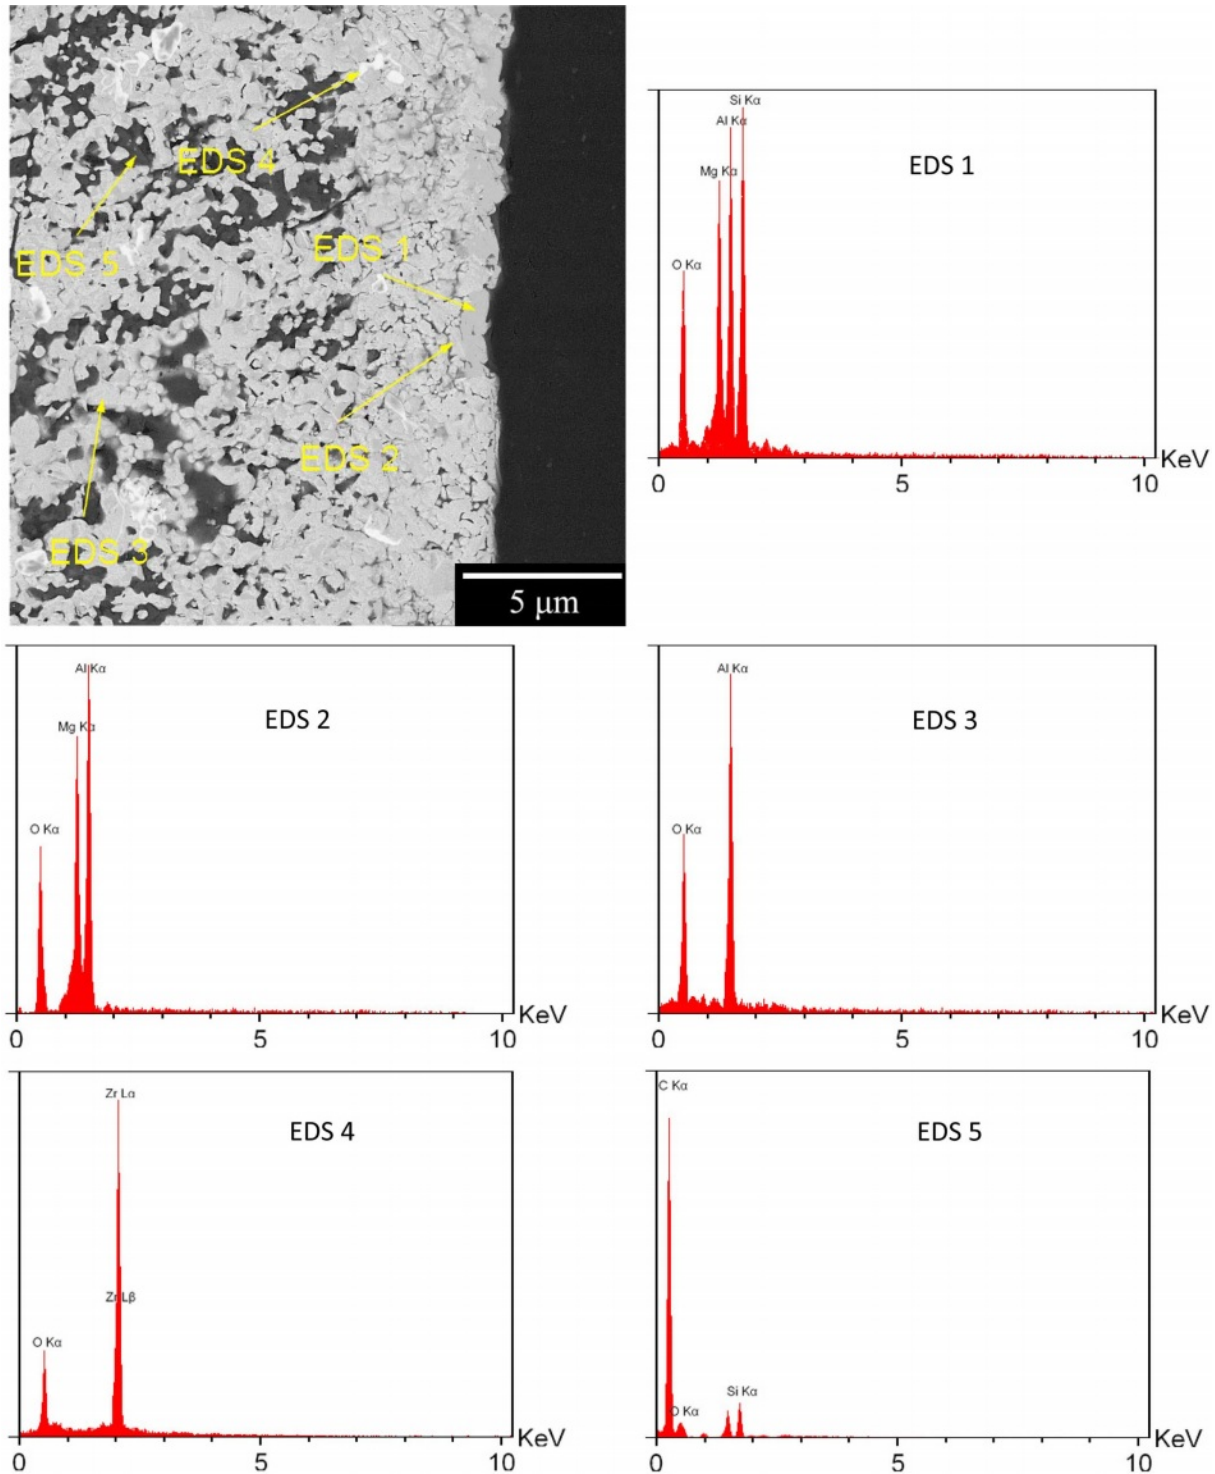 EDS 4
EDS 5
EDS 1
EDS 2
EDS 3
5 μm
Si Kα
Al Kα
Mg Kα
O Kα
EDS 1
0 5 10 KeV
Al Kα
Mg Kα
O Kα
EDS 2
0 5 10 KeV
Al Kα
O Kα
EDS 3
0 5 10 KeV
Zr Lα
EDS 4
Zr Lβ
O Kα
0 5 10 KeV
C Kα
EDS 5
Si Kα
O Kα
0 5 10 KeV